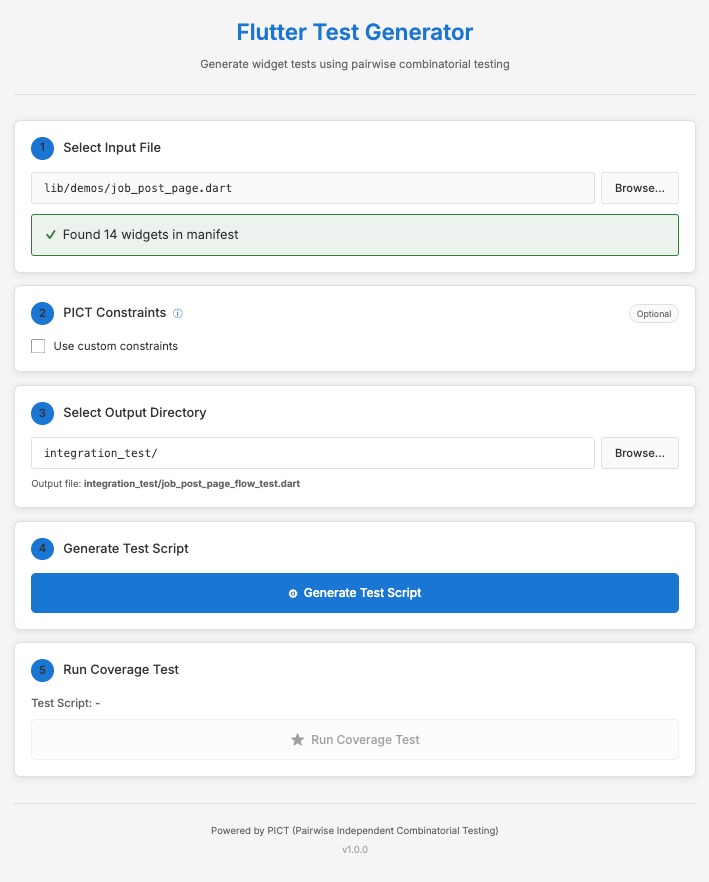 Flutter Test Generator
Generate widget tests using pairwise combinatorial testing
1 Select Input File
lib/demos/job_post_page.dart Browse...
✓ Found 14 widgets in manifest
2 PICT Constraints ⓘ Optional
Use custom constraints
3 Select Output Directory
integration_test/ Browse...
Output file: integration_test/job_post_page_flow_test.dart
4 Generate Test Script
⚙ Generate Test Script
5 Run Coverage Test
Test Script: -
★ Run Coverage Test
Powered by PICT (Pairwise Independent Combinatorial Testing)
v1.0.0